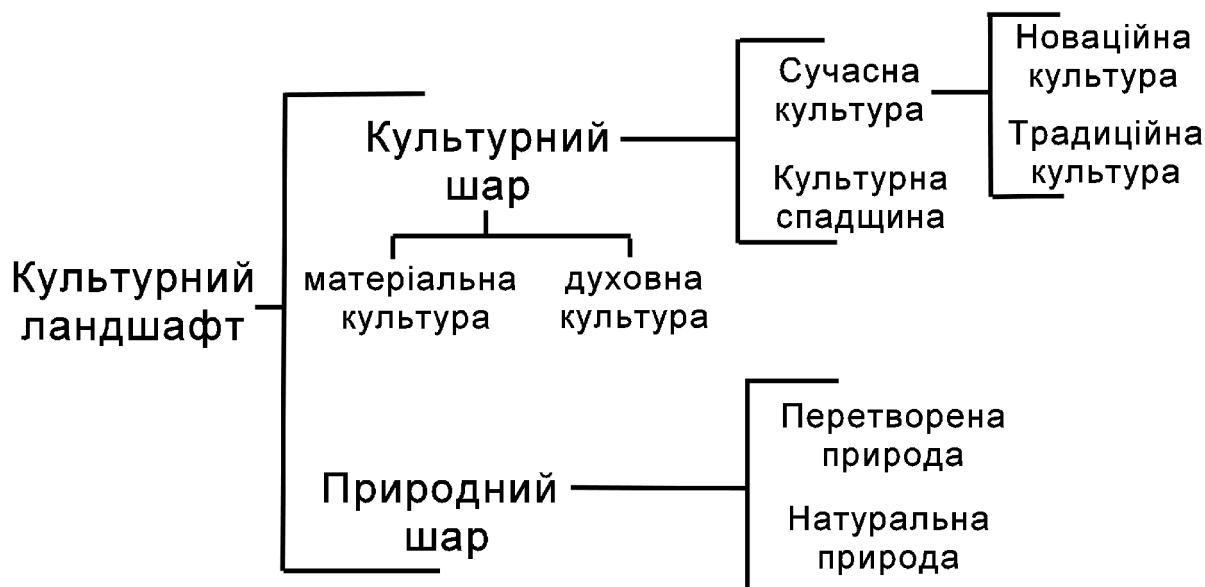 Культурний
ландшафт
Культурний
шар
матеріальна
культура
духовна
культура
Сучасна
культура
Культурна
спадщина
Новаційна
культура
Традиційна
культура
Природний
шар
Перетворена
природа
Натуральна
природа